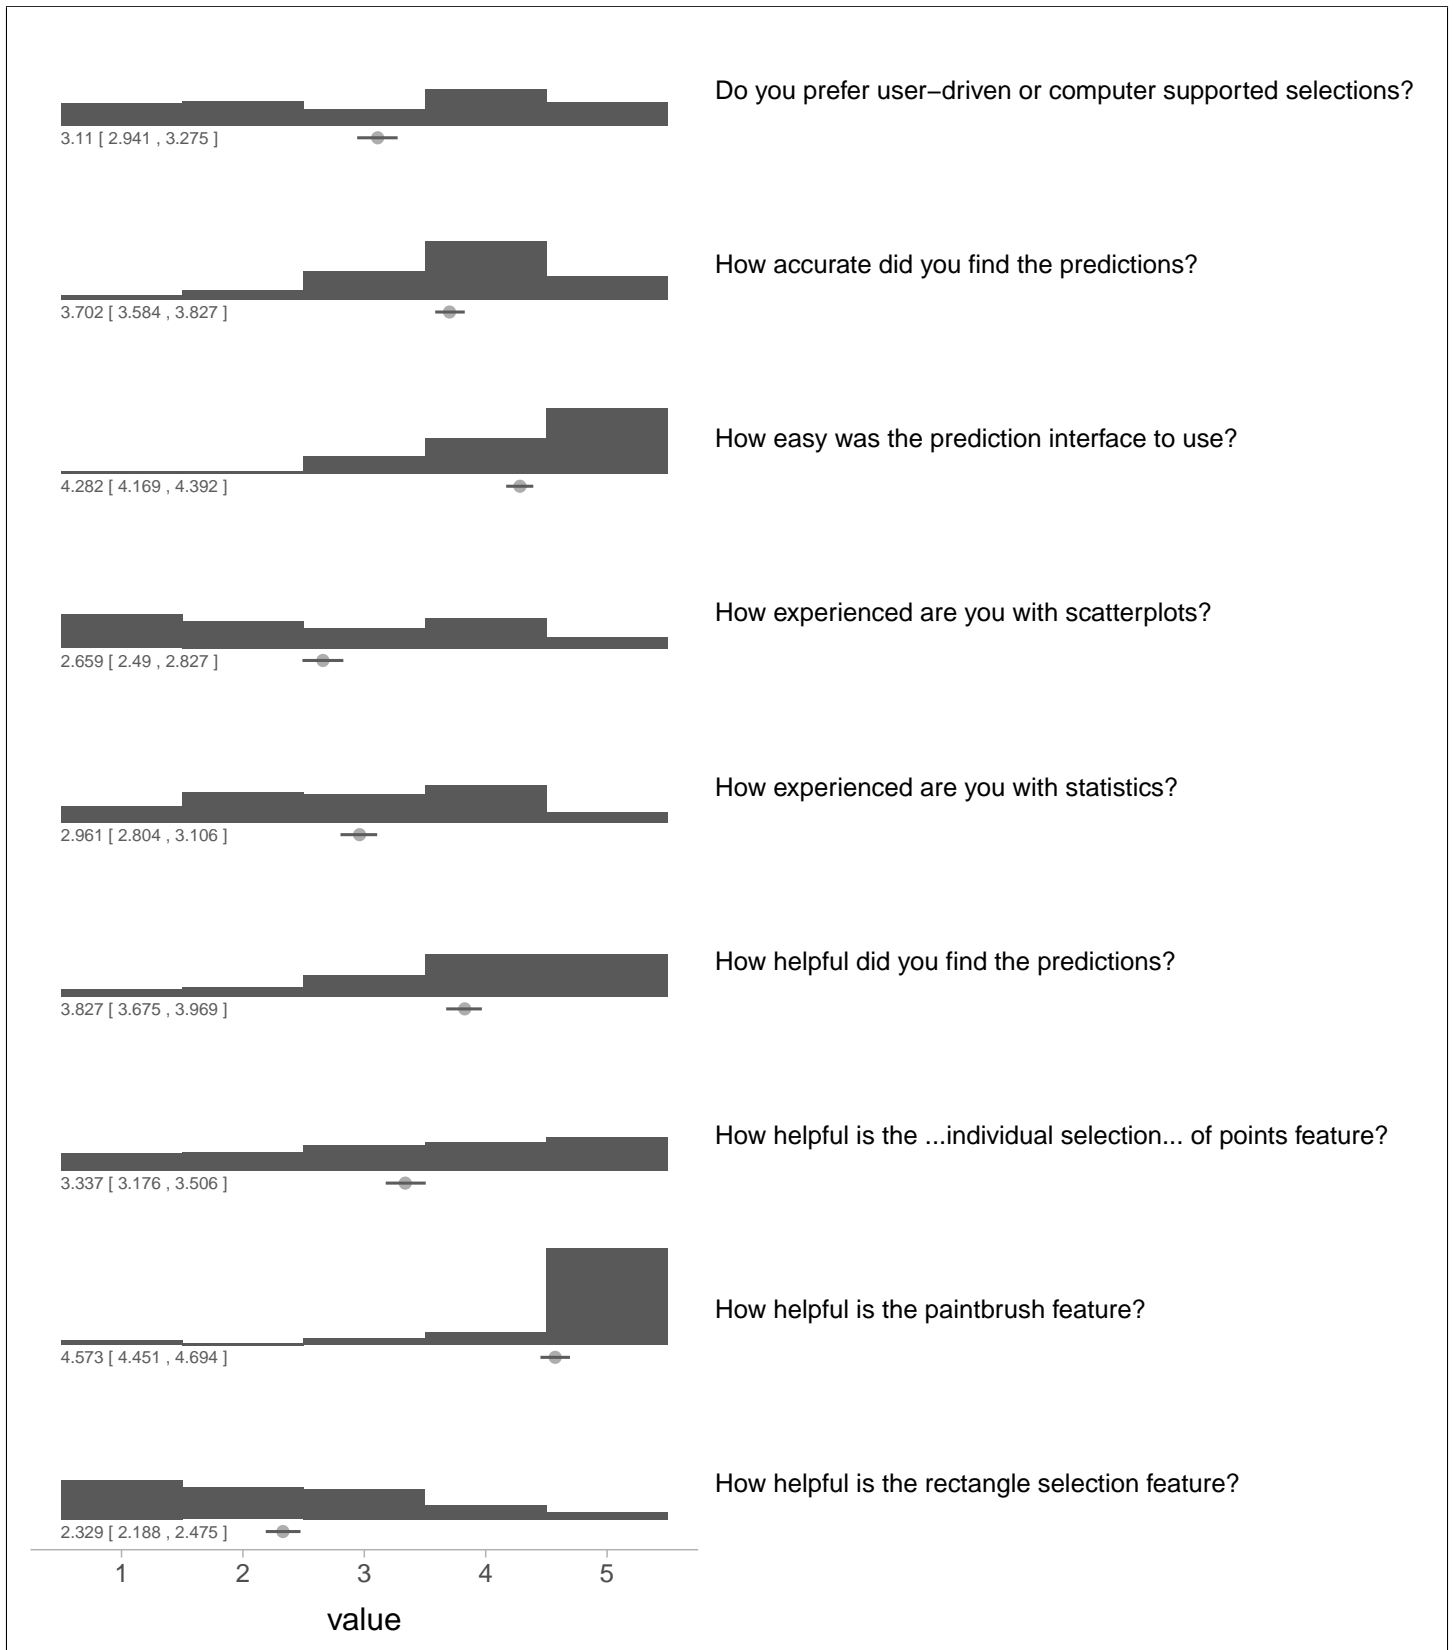 Do you prefer user−driven or computer supported selections?
3.11 [ 2.941 , 3.275 ]
How accurate did you find the predictions?
3.702 [ 3.584 , 3.827 ]
How easy was the prediction interface to use?
4.282 [ 4.169 , 4.392 ]
How experienced are you with scatterplots?
2.659 [ 2.49 , 2.827 ]
How experienced are you with statistics?
2.961 [ 2.804 , 3.106 ]
How helpful did you find the predictions?
3.827 [ 3.675 , 3.969 ]
How helpful is the ...individual selection... of points feature?
3.337 [ 3.176 , 3.506 ]
How helpful is the paintbrush feature?
4.573 [ 4.451 , 4.694 ]
How helpful is the rectangle selection feature?
2.329 [ 2.188 , 2.475 ]
1 2 3 4 5
value